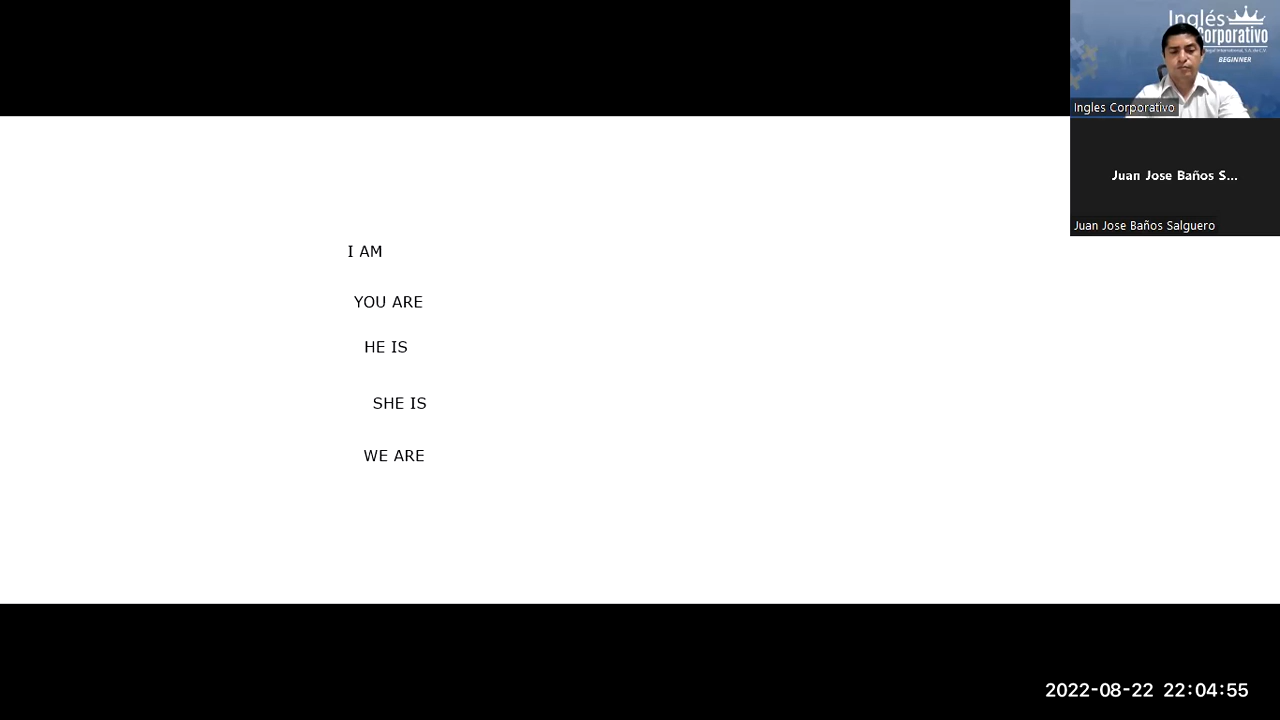 I AM
YOU ARE
HE IS
SHE IS
WE ARE
Inglés
Corporativo
BEGINNER
Ingles Corporativo
Juan Jose Baños S...
Juan Jose Baños Salguero
2022-08-22 22:04:55